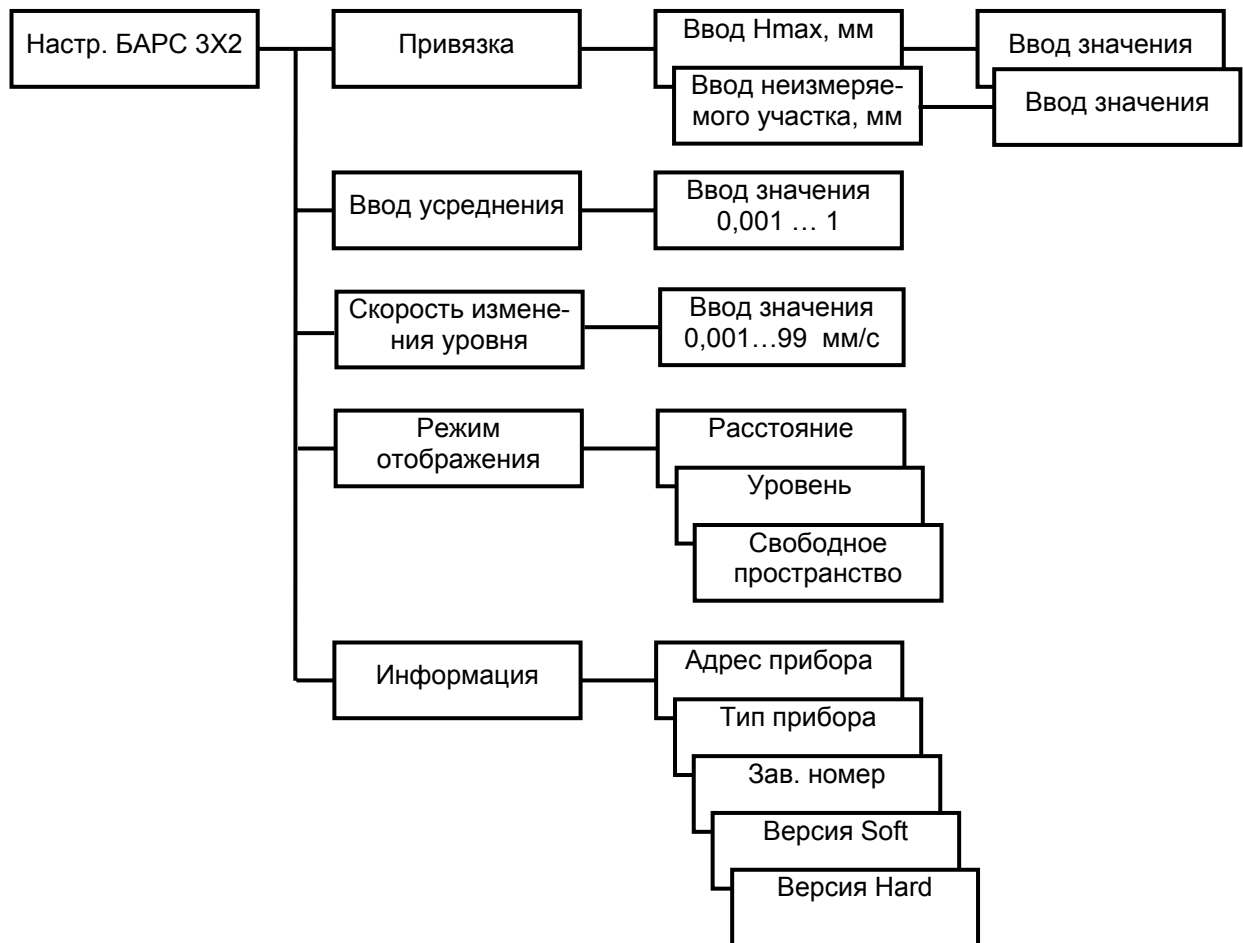 Настр. БАРС 3X2
Привязка
Ввод Hmax, мм
Ввод значения
Ввод неизмеряе-
мого участка, мм
Ввод значения
Ввод усреднения
Ввод значения
0,001 … 1
Скорость измене-
ния уровня
Ввод значения
0,001…99 мм/с
Режим
отображения
Расстояние
Уровень
Свободное
пространство
Информация
Адрес прибора
Тип прибора
Зав. номер
Версия Soft
Версия Hard